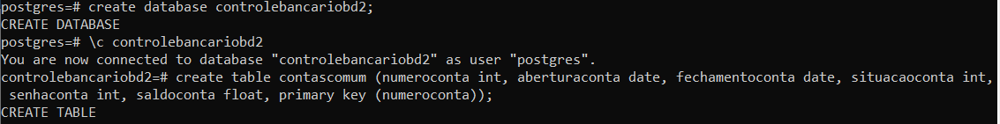 postgres=# create database controlebancariobd2;
CREATE DATABASE
postgres=# \c controlebancariobd2
You are now connected to database "controlebancariobd2" as user "postgres".
controlebancariobd2=# create table contascomum (numeroconta int, aberturaconta date, fechamentoconta date, situacaoconta int,
 senhaconta int, saldoconta float, primary key (numeroconta));
CREATE TABLE